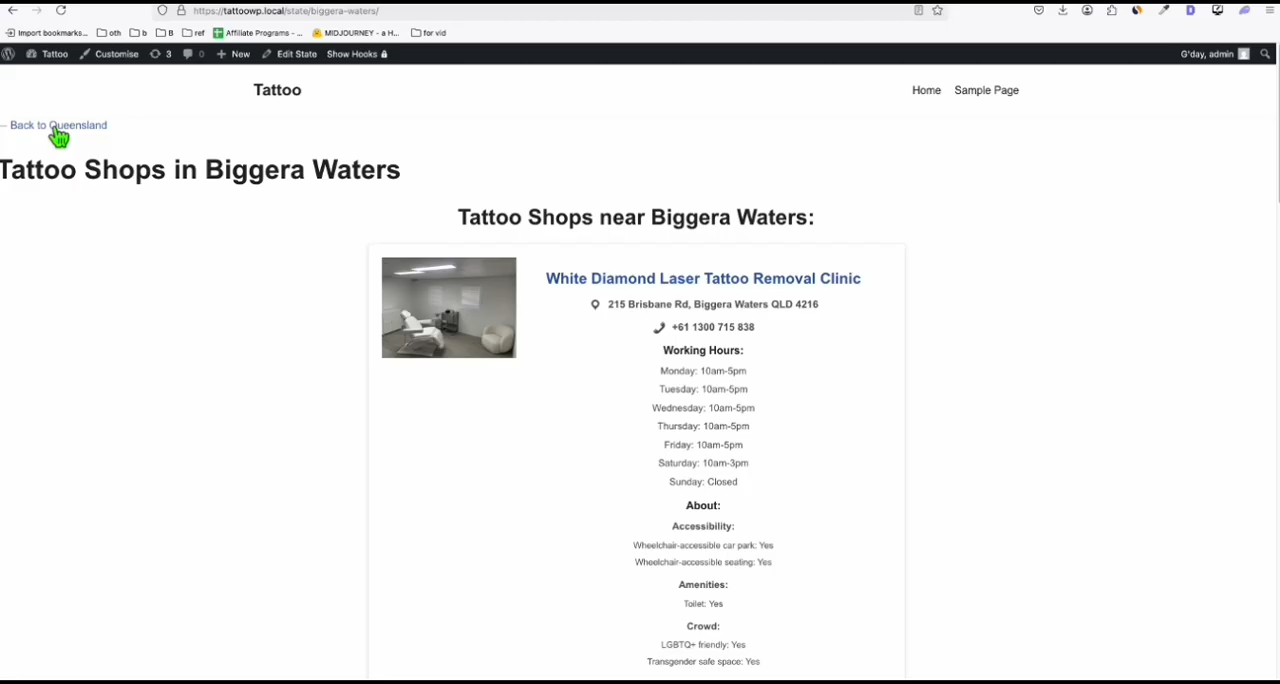 https://tattoowp.local/state/biggera-waters/
Import bookmarks... oth b B ref Affiliate Programs - ... MIDJOURNEY - a H... for vid
Tattoo Customise 3 0 New Edit State Show Hooks G'day, admin
Tattoo Home Sample Page
← Back to Queensland
Tattoo Shops in Biggera Waters
Tattoo Shops near Biggera Waters:
White Diamond Laser Tattoo Removal Clinic
215 Brisbane Rd, Biggera Waters QLD 4216
+61 1300 715 838
Working Hours:
Monday: 10am-5pm
Tuesday: 10am-5pm
Wednesday: 10am-5pm
Thursday: 10am-5pm
Friday: 10am-5pm
Saturday: 10am-3pm
Sunday: Closed
About:
Accessibility:
Wheelchair-accessible car park: Yes
Wheelchair-accessible seating: Yes
Amenities:
Toilet: Yes
Crowd:
LGBTQ+ friendly: Yes
Transgender safe space: Yes